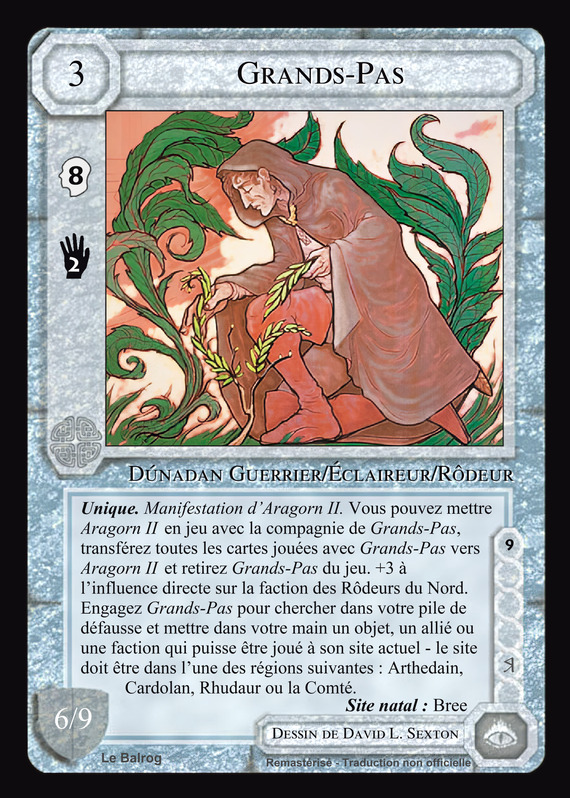 3
GRANDS-PAS
8
2
DÚNADAN GUERRIER/ÉCLAIREUR/RÔDEUR
Unique. Manifestation d'Aragorn II. Vous pouvez mettre
Aragorn II en jeu avec la compagnie de Grands-Pas,
transférez toutes les cartes jouées avec Grands-Pas vers
Aragorn II et retirez Grands-Pas du jeu. +3 à
l'influence directe sur la faction des Rôdeurs du Nord.
Engagez Grands-Pas pour chercher dans votre pile de
défausse et mettre dans votre main un objet, un allié ou
une faction qui puisse être joué à son site actuel - le site
doit être dans l'une des régions suivantes : Arthedain,
Cardolan, Rhudaur ou la Comté.
Site natal : Bree
9
6/9
DESSIN DE DAVID L. SEXTON
Le Balrog
Remastérisé - Traduction non officielle